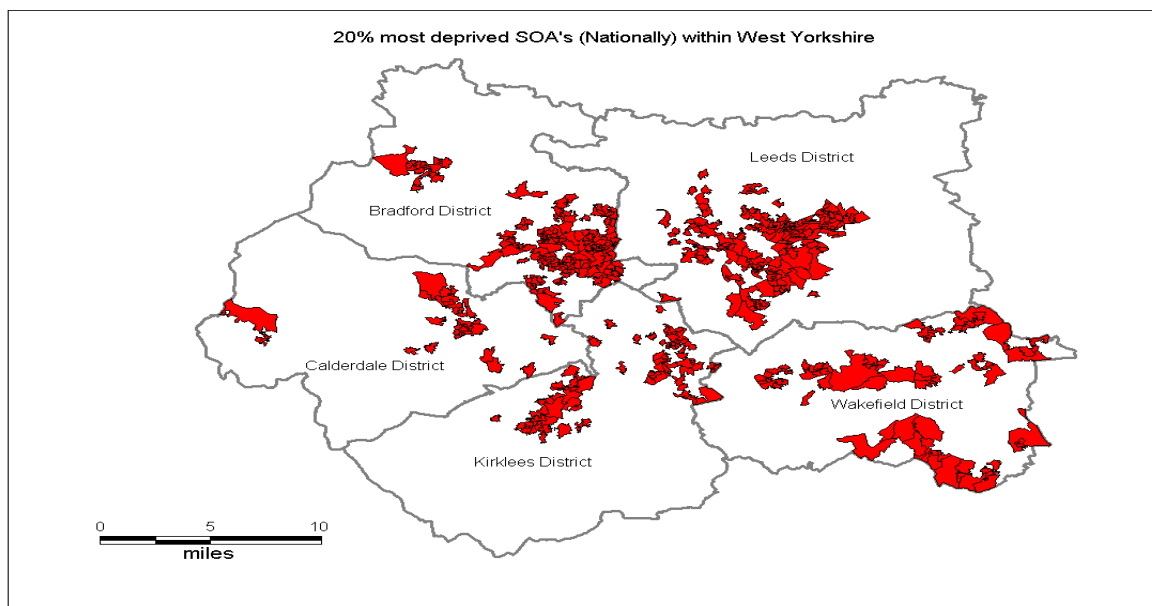 20% most deprived SOA's (Nationally) within West Yorkshire
Leeds District
Bradford District
Calderdale District
Wakefield District
Kirklees District
0 5 10
miles